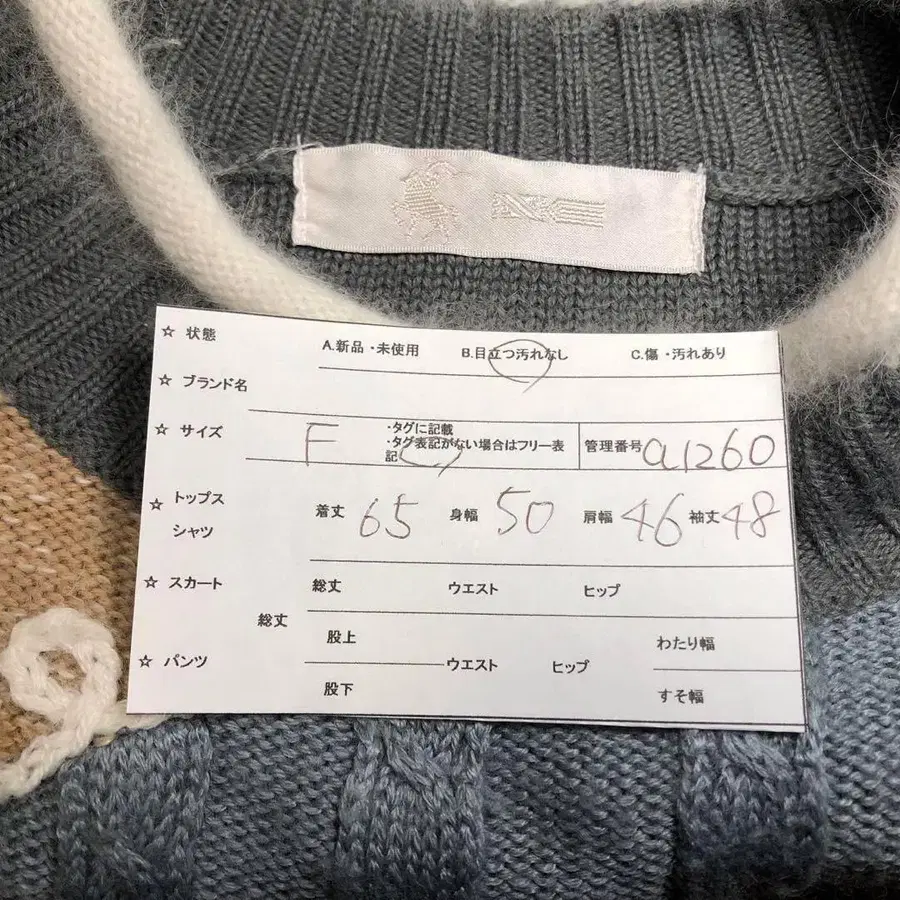 ☆ 状態 A.新品・未使用 B.目立つ汚れなし C.傷・汚れあり
☆ ブランド名
☆ サイズ F ・タグに記載
・タグ表記がない場合はフリー表
記
管理番号 a1260
☆ トップス
シャツ
着丈 65 身幅 50 肩幅 46 袖丈 48
☆ スカート 総丈 ウエスト ヒップ
総丈
☆ パンツ
股上
ウエスト ヒップ
わたり幅
股下
すそ幅